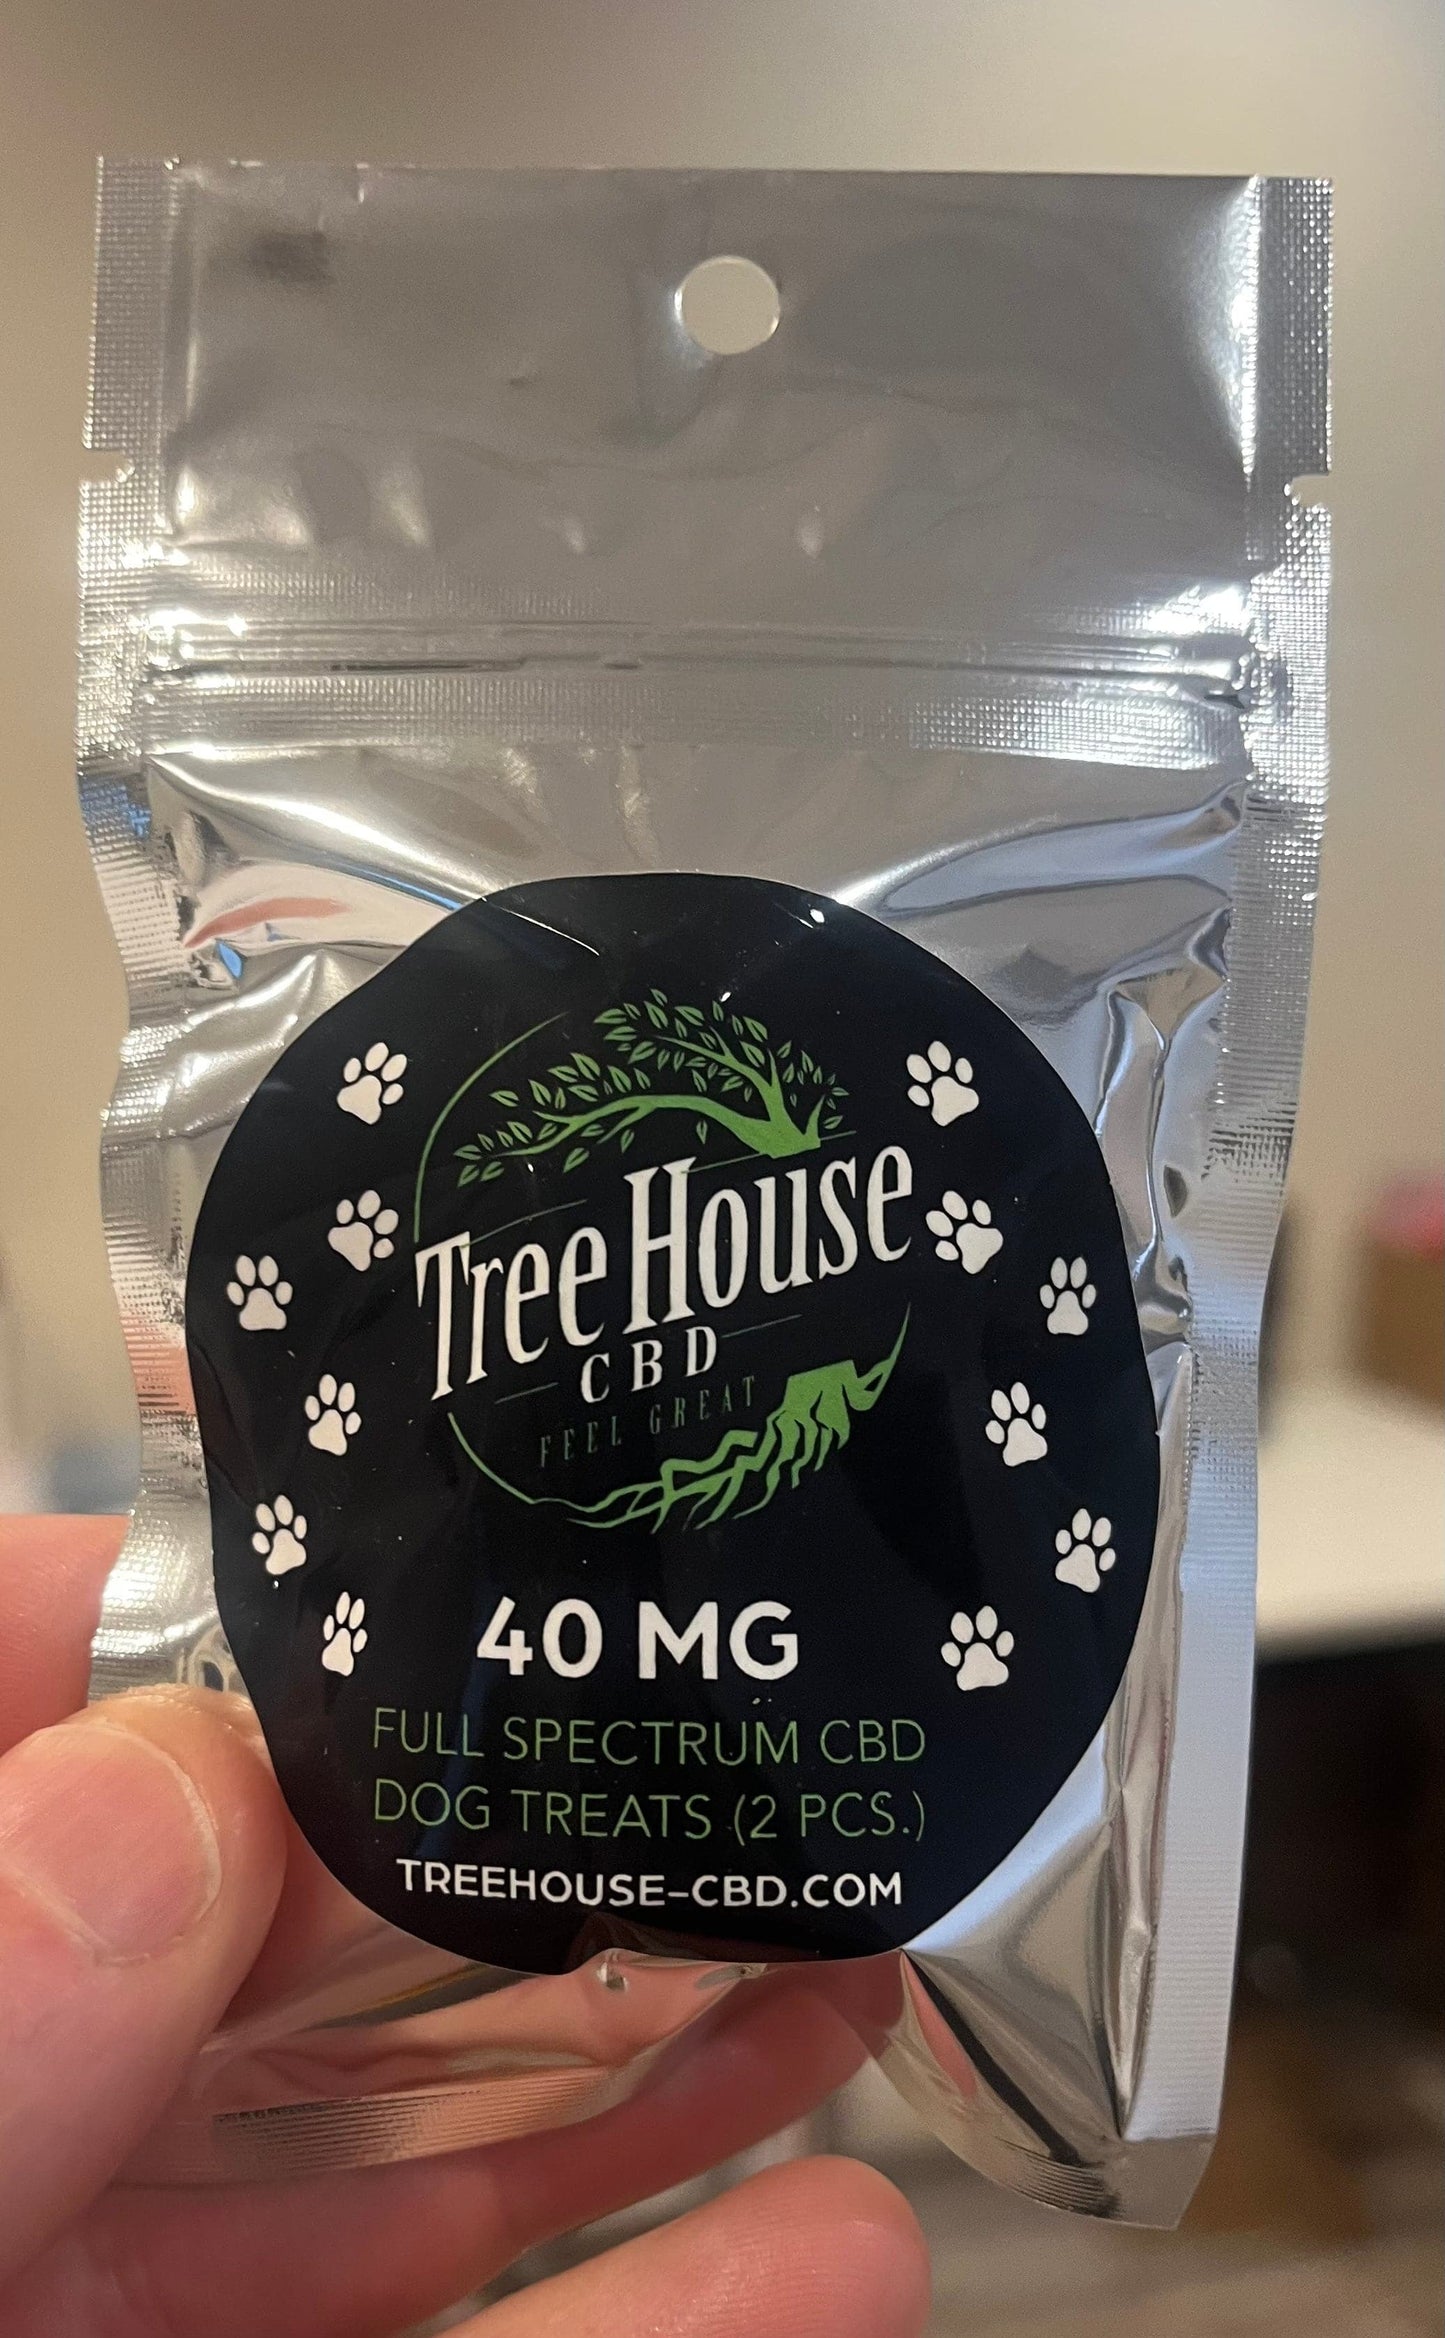 Tree House
CBD
FEEL GREAT
40 MG
FULL SPECTRUM CBD
DOG TREATS (2 PCS.)
TREEHOUSE-CBD.COM